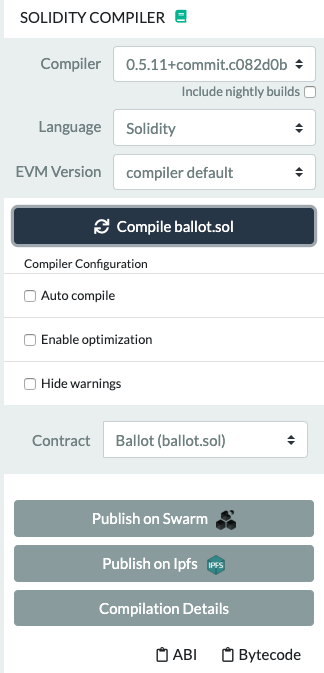 SOLIDITY COMPILER
Compiler 0.5.11+commit.c082d0b
Include nightly builds
Language Solidity
EVM Version compiler default
Compile ballot.sol
Compiler Configuration
Auto compile
Enable optimization
Hide warnings
Contract Ballot (ballot.sol)
Publish on Swarm
Publish on Ipfs IPFS
Compilation Details
ABI Bytecode